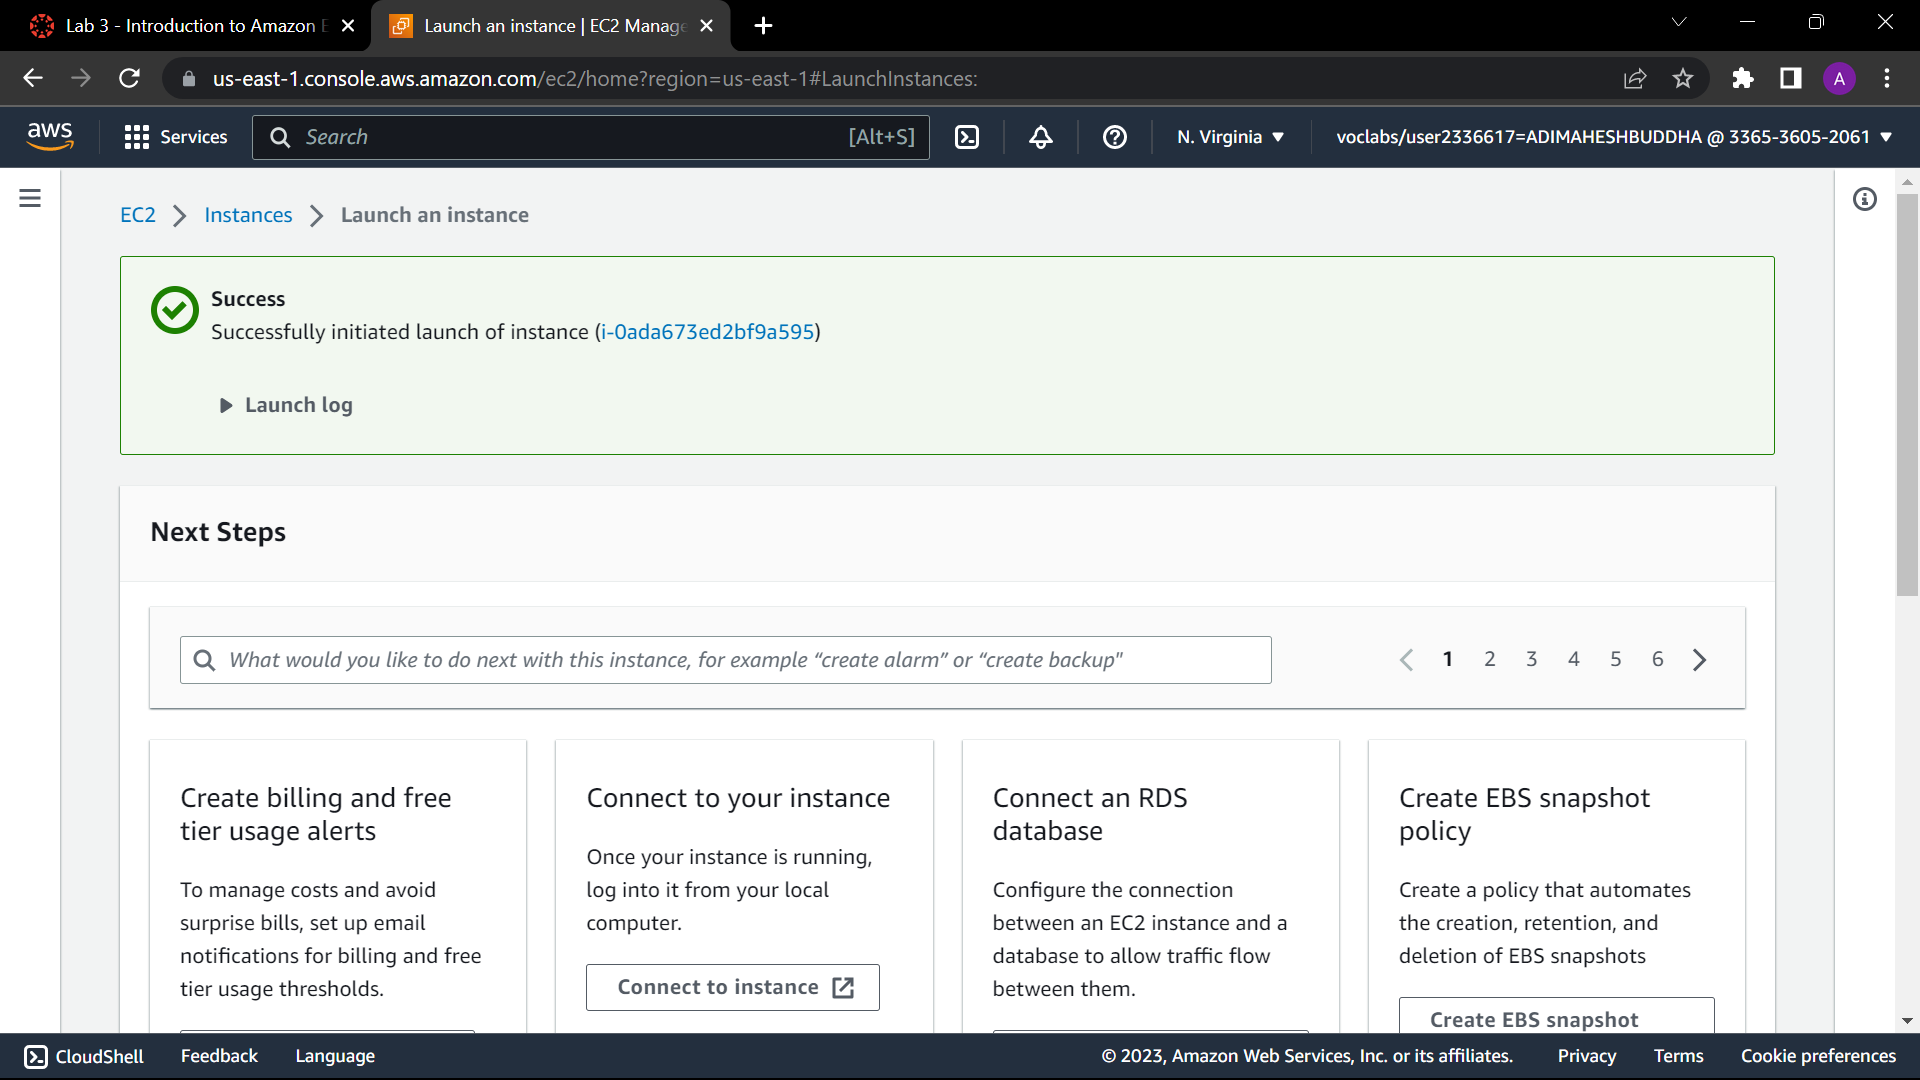 Lab 3 - Introduction to Amazon E
Launch an instance | EC2 Manage
us-east-1.console.aws.amazon.com/ec2/home?region=us-east-1#LaunchInstances:
A
aws
Services
Search
[Alt+S]
N. Virginia
voclabs/user2336617=ADIMAHESHBUDDHA @ 3365-3605-2061
EC2 > Instances > Launch an instance
Success
Successfully initiated launch of instance (i-0ada673ed2bf9a595)
Launch log
Next Steps
What would you like to do next with this instance, for example “create alarm” or “create backup"
1 2 3 4 5 6
Create billing and free
tier usage alerts
To manage costs and avoid
surprise bills, set up email
notifications for billing and free
tier usage thresholds.
Connect to your instance
Once your instance is running,
log into it from your local
computer.
Connect to instance
Connect an RDS
database
Configure the connection
between an EC2 instance and a
database to allow traffic flow
between them.
Create EBS snapshot
policy
Create a policy that automates
the creation, retention, and
deletion of EBS snapshots
Create EBS snapshot
CloudShell
Feedback
Language
© 2023, Amazon Web Services, Inc. or its affiliates.
Privacy
Terms
Cookie preferences